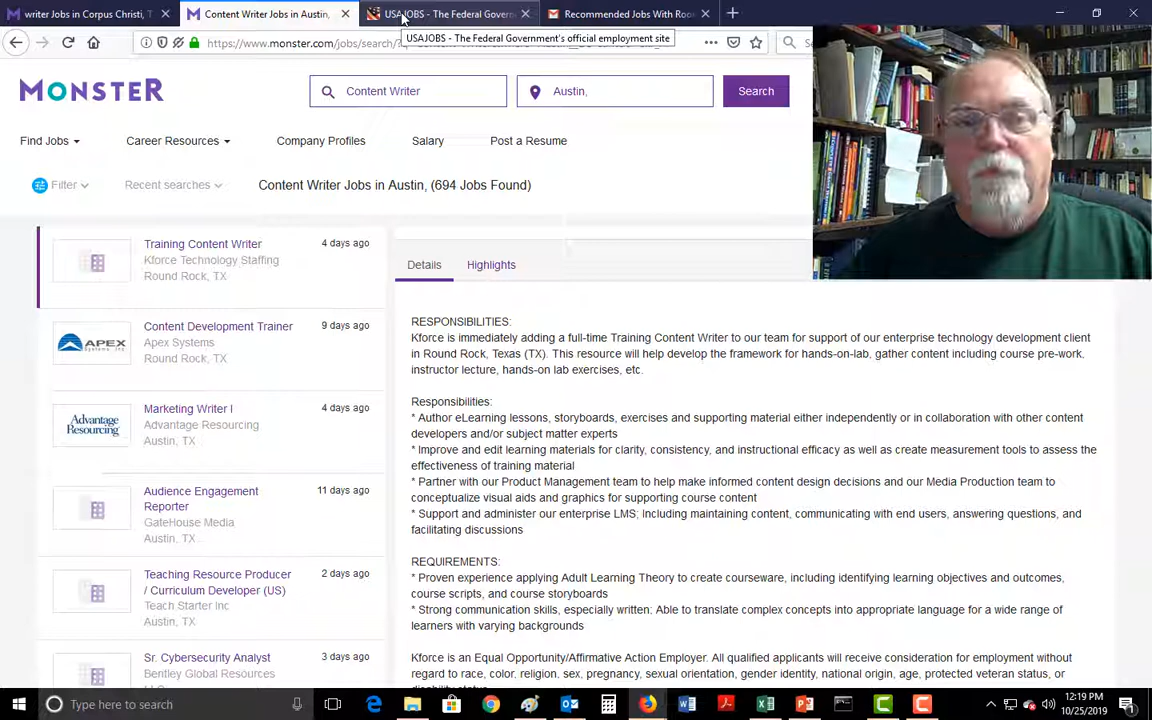 writer Jobs in Corpus Christi, T
Content Writer Jobs in Austin,
USAJOBS - The Federal Govern
Recommended Jobs With Roo
USAJOBS - The Federal Government's official employment site
https://www.monster.com/jobs/search/?
Se
MONSTER
Content Writer
Austin,
Search
Find Jobs
Career Resources
Company Profiles
Salary
Post a Resume
Filter
Recent searches
Content Writer Jobs in Austin, (694 Jobs Found)
Training Content Writer
4 days ago
Kforce Technology Staffing
Round Rock, TX
Content Development Trainer
9 days ago
APEX
Systems Inc
Apex Systems
Round Rock, TX
Marketing Writer I
4 days ago
Advantage
Resourcing
Advantage Resourcing
Austin, TX
Audience Engagement
Reporter
11 days ago
GateHouse Media
Austin, TX
Teaching Resource Producer
/ Curriculum Developer (US)
2 days ago
Teach Starter Inc
Austin, TX
Sr. Cybersecurity Analyst
3 days ago
Bentley Global Resources
Details
Highlights
RESPONSIBILITIES:
Kforce is immediately adding a full-time Training Content Writer to our team for support of our enterprise technology development client
in Round Rock, Texas (TX). This resource will help develop the framework for hands-on-lab, gather content including course pre-work,
instructor lecture, hands-on lab exercises, etc.
Responsibilities:
* Author eLearning lessons, storyboards, exercises and supporting material either independently or in collaboration with other content
developers and/or subject matter experts
* Improve and edit learning materials for clarity, consistency, and instructional efficacy as well as create measurement tools to assess the
effectiveness of training material
* Partner with our Product Management team to help make informed content design decisions and our Media Production team to
conceptualize visual aids and graphics for supporting course content
* Support and administer our enterprise LMS; Including maintaining content, communicating with end users, answering questions, and
facilitating discussions
REQUIREMENTS:
* Proven experience applying Adult Learning Theory to create courseware, including identifying learning objectives and outcomes,
course scripts, and course storyboards
* Strong communication skills, especially written; Able to translate complex concepts into appropriate language for a wide range of
learners with varying backgrounds
Kforce is an Equal Opportunity/Affirmative Action Employer. All qualified applicants will receive consideration for employment without
regard to race, color, religion, sex, pregnancy, sexual orientation, gender identity, national origin, age, protected veteran status, or
Type here to search
12:19 PM
10/25/2019